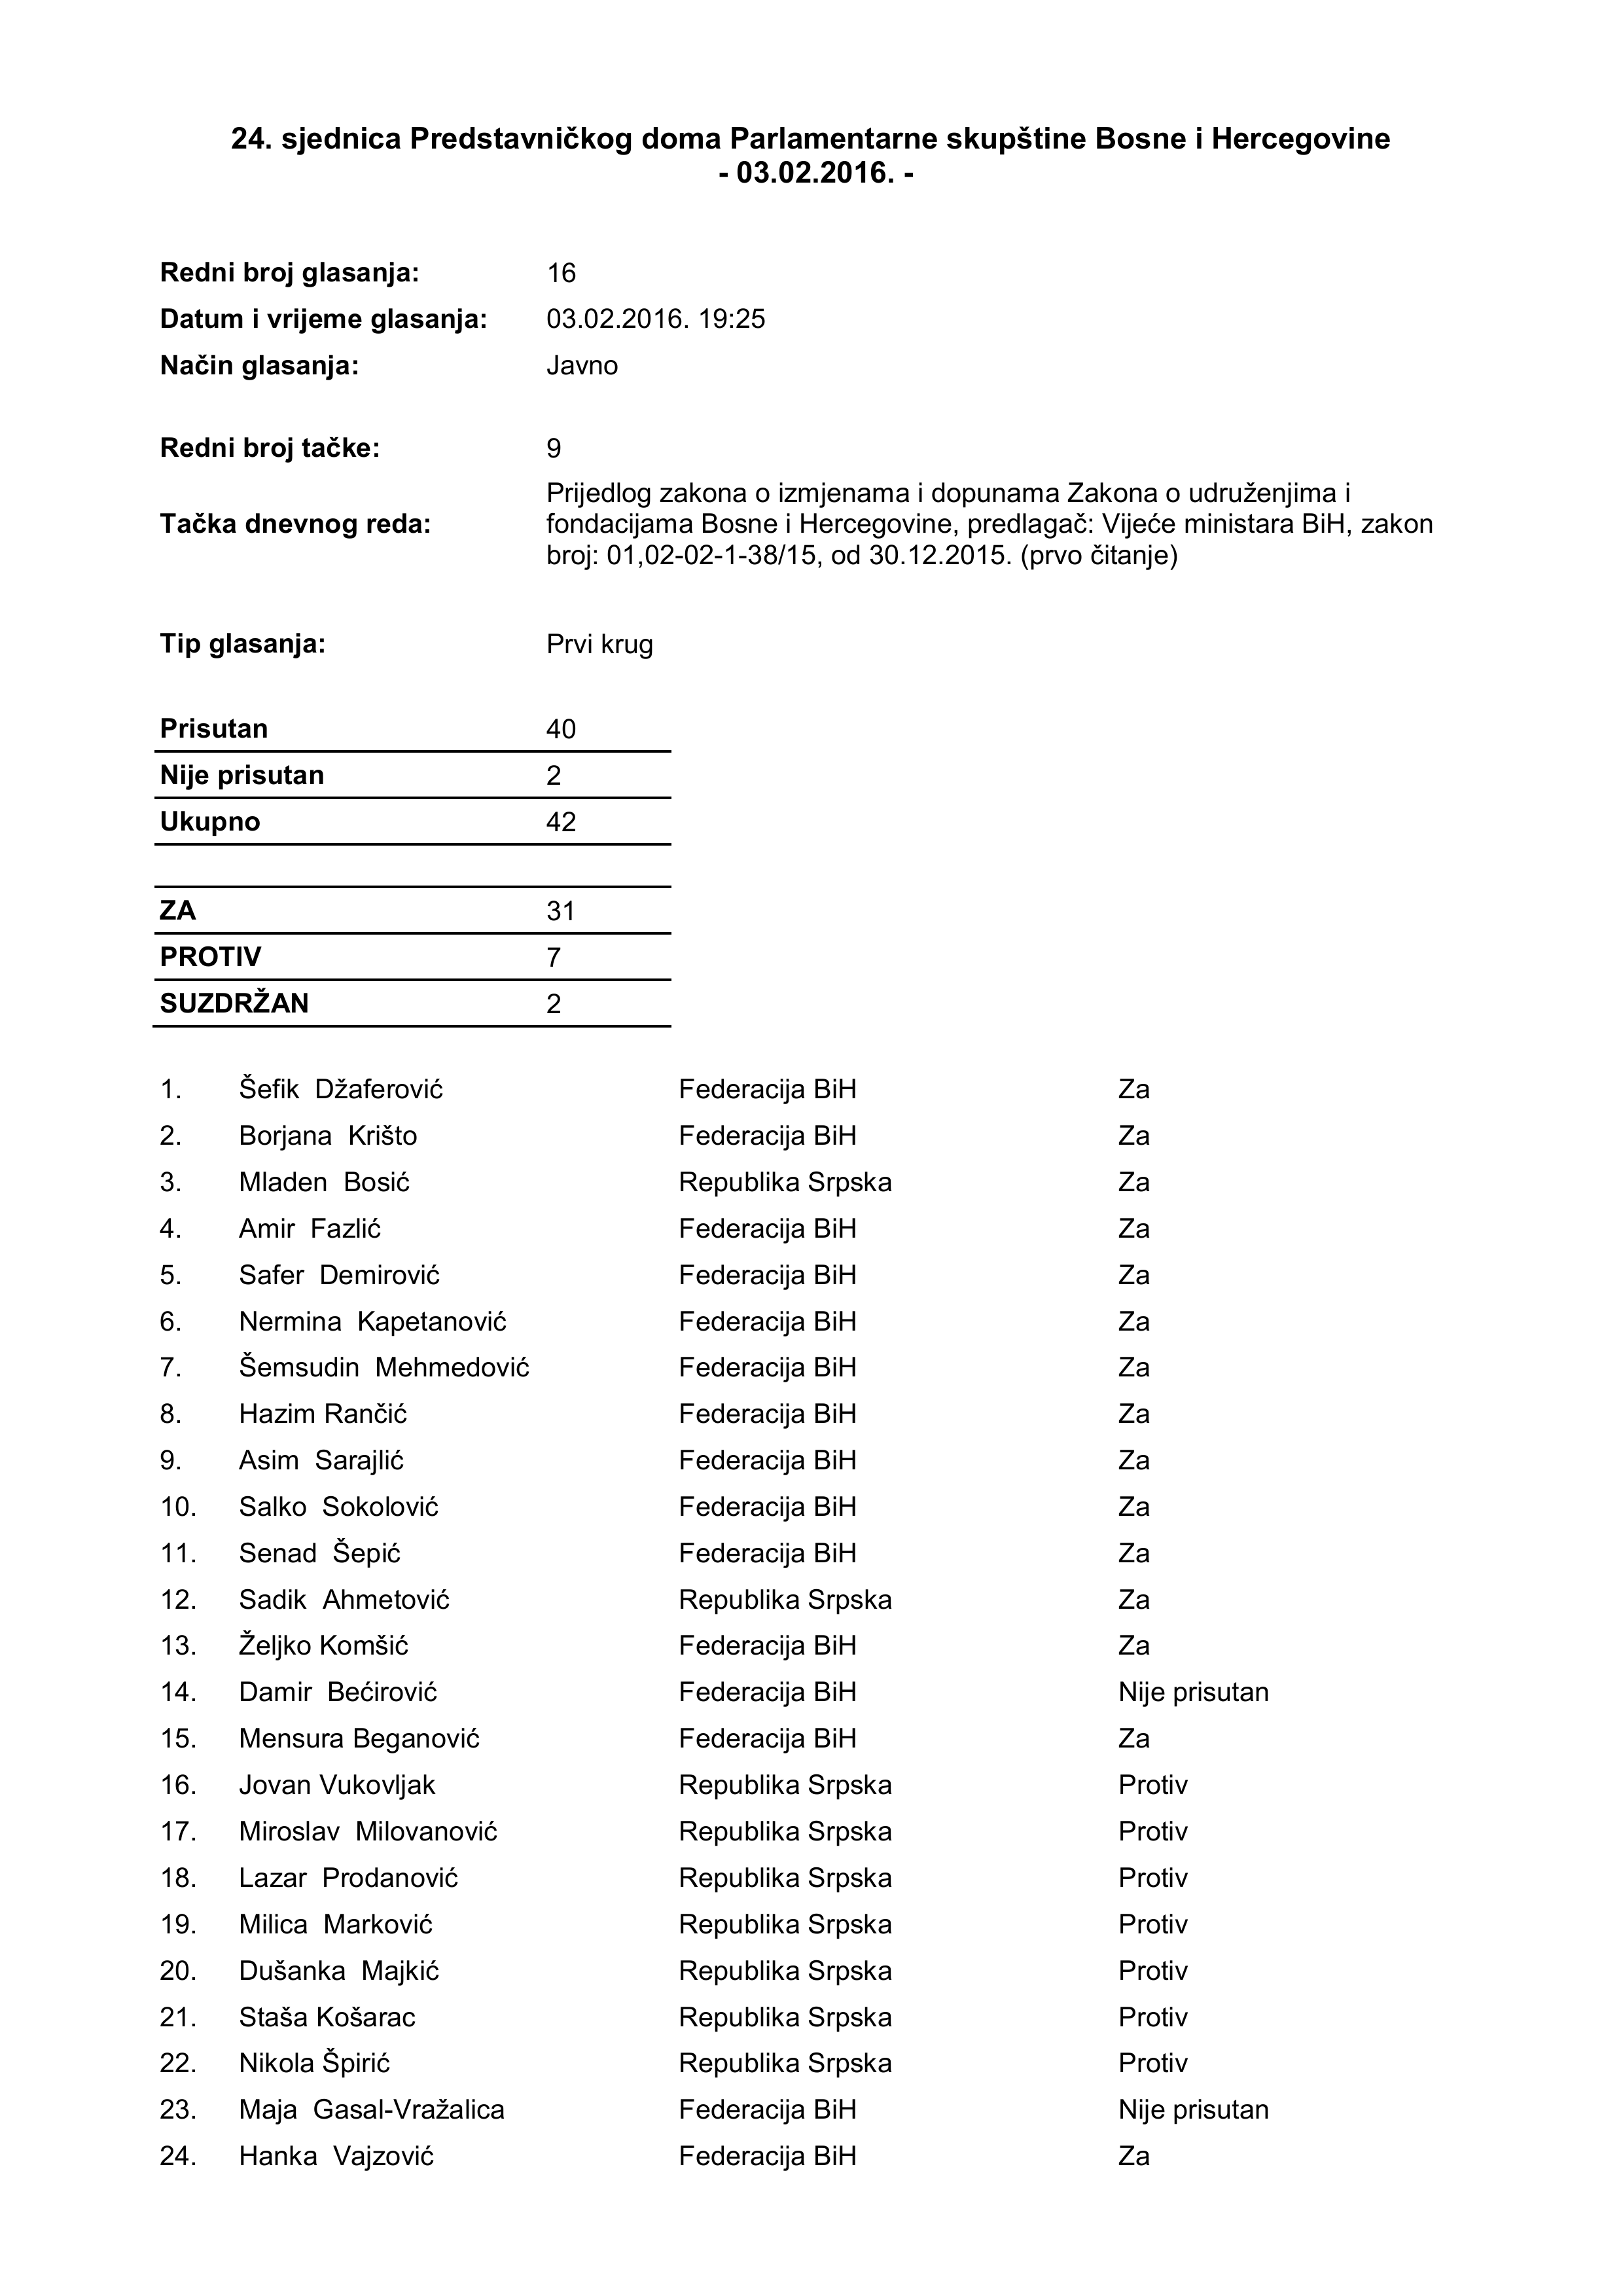 24. sjednica Predstavničkog doma Parlamentarne skupštine Bosne i Hercegovine
- 03.02.2016. -
Redni broj glasanja: 16
Datum i vrijeme glasanja: 03.02.2016. 19:25
Način glasanja: Javno
Redni broj tačke: 9
Prijedlog zakona o izmjenama i dopunama Zakona o udruženjima i
Tačka dnevnog reda: fondacijama Bosne i Hercegovine, predlagač: Vijeće ministara BiH, zakon
broj: 01,02-02-1-38/15, od 30.12.2015. (prvo čitanje)
Tip glasanja: Prvi krug
Prisutan 40
Nije prisutan 2
Ukupno 42
ZA 31
PROTIV 7
SUZDRŽAN 2
1. Šefik Džaferović Federacija BiH Za
2. Borjana Krišto Federacija BiH Za
3. Mladen Bosić Republika Srpska Za
4. Amir Fazlić Federacija BiH Za
5. Safer Demirović Federacija BiH Za
6. Nermina Kapetanović Federacija BiH Za
7. Šemsudin Mehmedović Federacija BiH Za
8. Hazim Rančić Federacija BiH Za
9. Asim Sarajlić Federacija BiH Za
10. Salko Sokolović Federacija BiH Za
11. Senad Šepić Federacija BiH Za
12. Sadik Ahmetović Republika Srpska Za
13. Željko Komšić Federacija BiH Za
14. Damir Bećirović Federacija BiH Nije prisutan
15. Mensura Beganović Federacija BiH Za
16. Jovan Vukovljak Republika Srpska Protiv
17. Miroslav Milovanović Republika Srpska Protiv
18. Lazar Prodanović Republika Srpska Protiv
19. Milica Marković Republika Srpska Protiv
20. Dušanka Majkić Republika Srpska Protiv
21. Staša Košarac Republika Srpska Protiv
22. Nikola Špirić Republika Srpska Protiv
23. Maja Gasal-Vražalica Federacija BiH Nije prisutan
24. Hanka Vajzović Federacija BiH Za